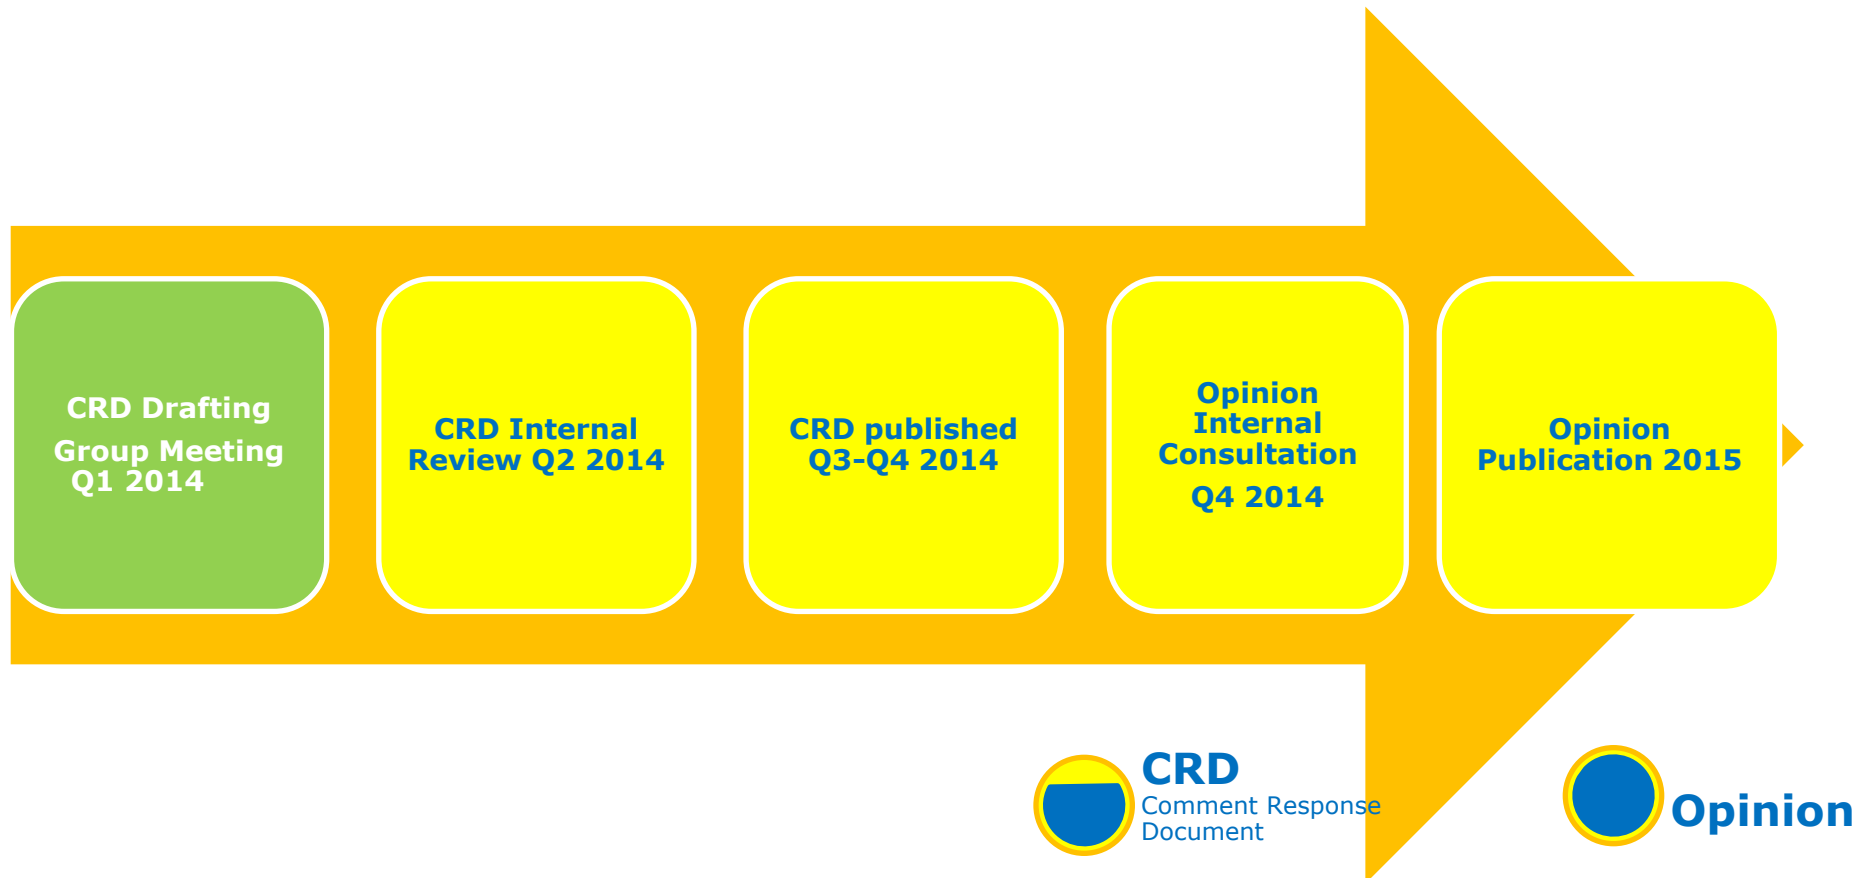 CRD Drafting
Group Meeting
Q1 2014
CRD Internal
Review Q2 2014
CRD published
Q3-Q4 2014
Opinion
Internal
Consultation
Q4 2014
Opinion
Publication 2015
CRD
Comment Response
Document
Opinion